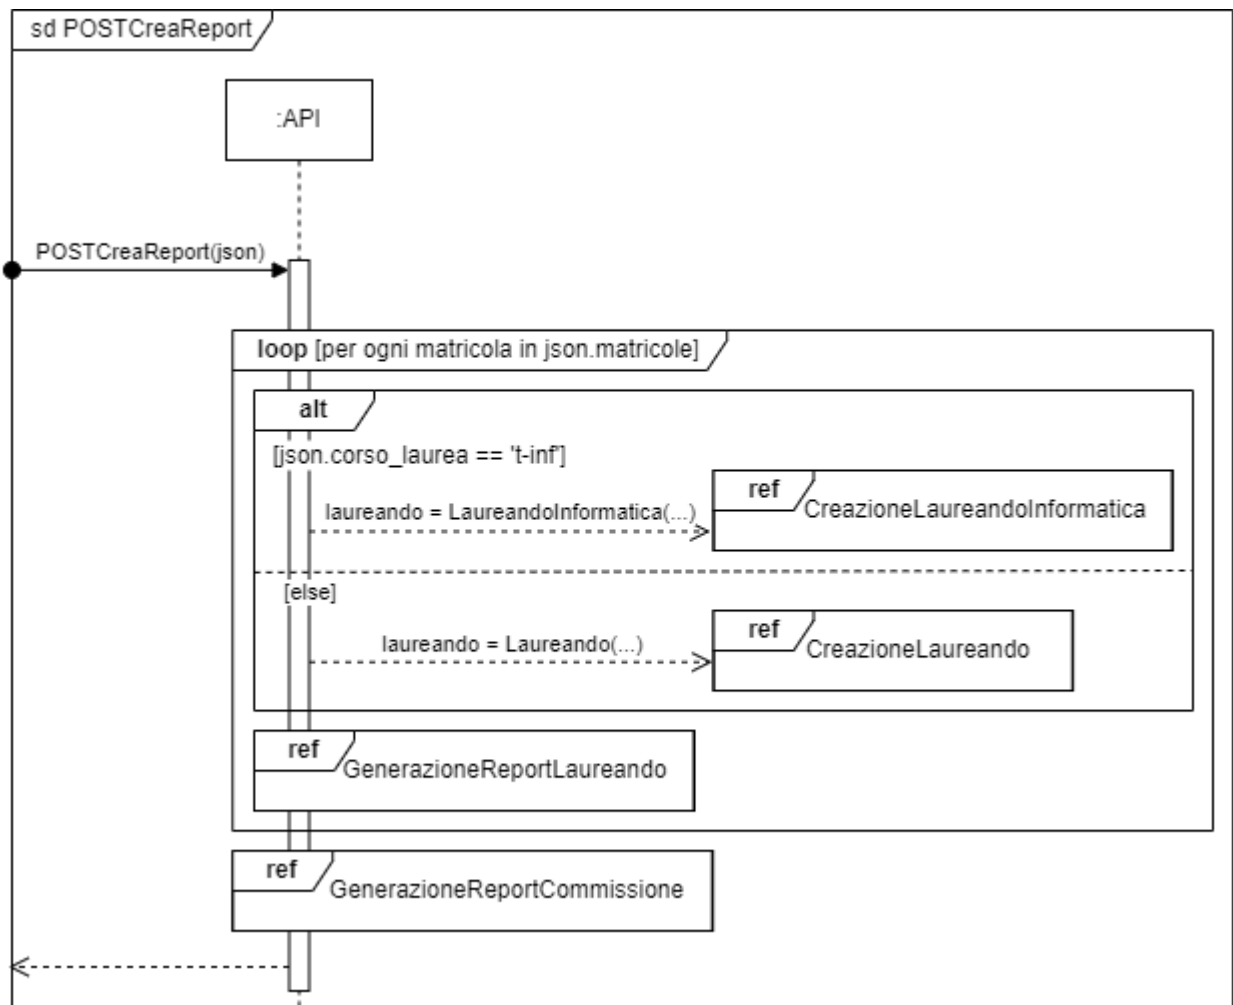 sd POSTCreaReport
:API
POSTCreaReport(json)
loop [per ogni matricola in json.matricole]
alt
[json.corso_laurea == 't-inf']
ref
CreazioneLaureandoInformatica
laureando = LaureandoInformatica(...)
[else]
ref
CreazioneLaureando
laureando = Laureando(...)
ref
GenerazioneReportLaureando
ref
GenerazioneReportCommissione